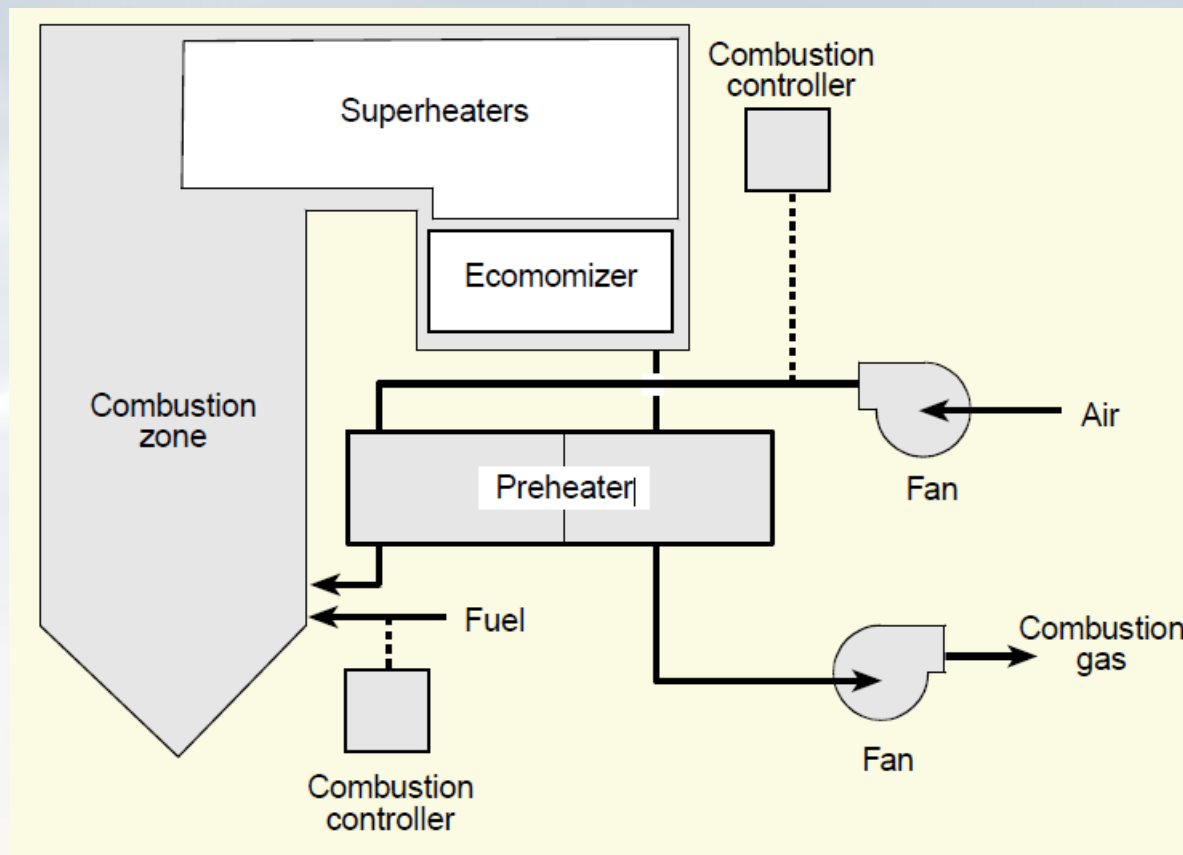 Superheaters
Combustion
controller
Ecomomizer
Combustion
zone
Air
Fan
Preheater
Fuel
Combustion
gas
Fan
Combustion
controller